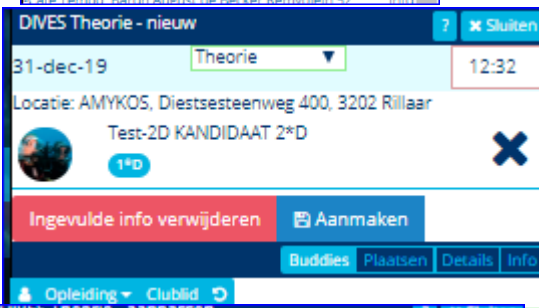 DIVES Theorie - nieuw ? ✖ Sluiten
31-dec-19 Theorie ▼ 12:32
Locatie: AMYKOS, Diestsesteenweg 400, 3202 Rillaar
Test-2D KANDIDAAT 2*D
1*D
Ingevulde info verwijderen Aanmaken
Buddies Plaatsen Details Info
Opleiding Clublid